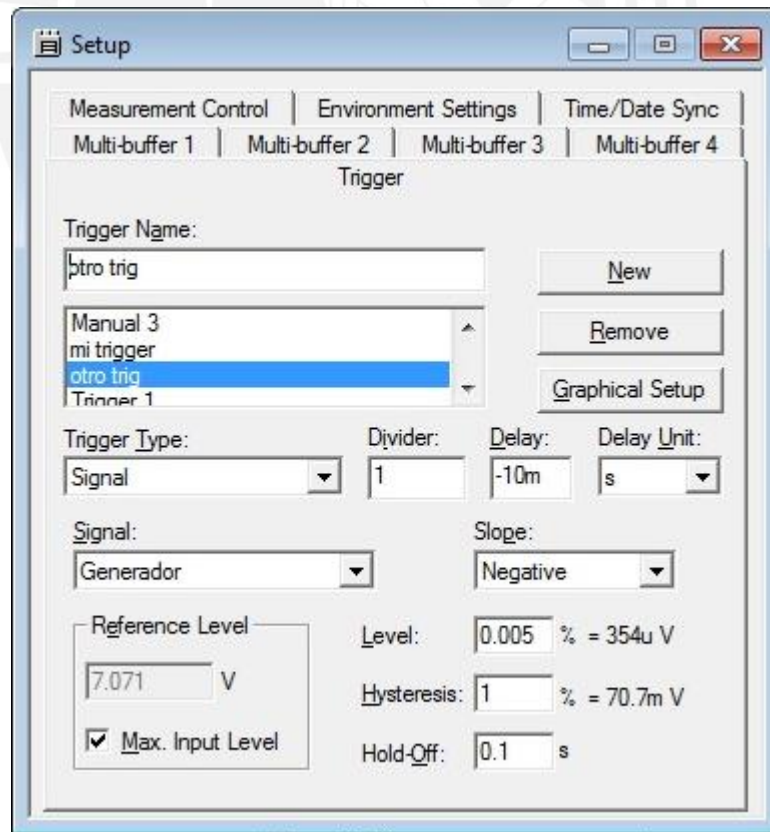 Setup
Measurement Control Environment Settings Time/Date Sync
Multi-buffer 1 Multi-buffer 2 Multi-buffer 3 Multi-buffer 4
Trigger
Trigger Name:
otro trig
New
Manual 3
mi trigger
otro trig
Trigger 1
Remove
Graphical Setup
Trigger Type: Divider: Delay: Delay Unit:
Signal 1 -10m s
Signal: Slope:
Generador Negative
Reference Level
7.071 V
Max. Input Level
Level: 0.005 % = 354u V
Hysteresis: 1 % = 70.7m V
Hold-Off: 0.1 s